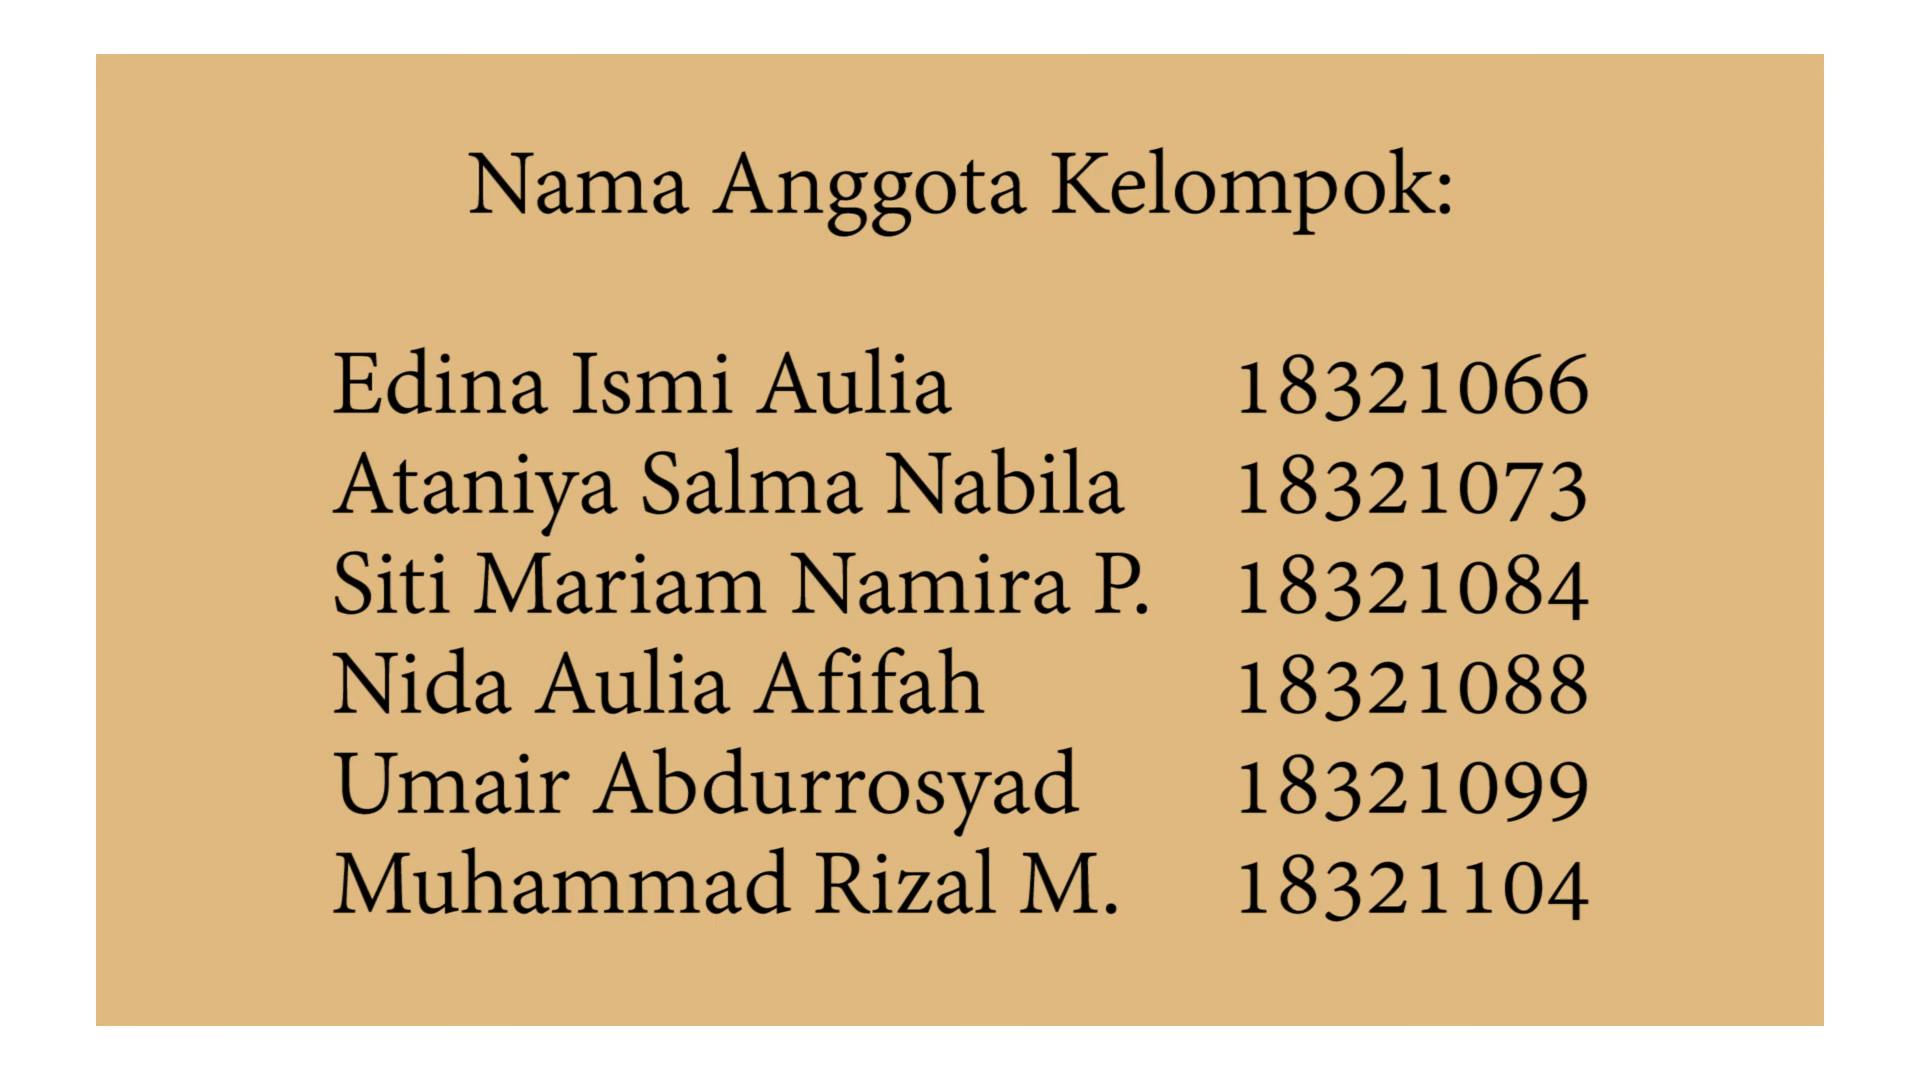 Nama Anggota Kelompok:
Edina Ismi Aulia 18321066
Ataniya Salma Nabila 18321073
Siti Mariam Namira P. 18321084
Nida Aulia Afifah 18321088
Umair Abdurrosyad 18321099
Muhammad Rizal M. 18321104